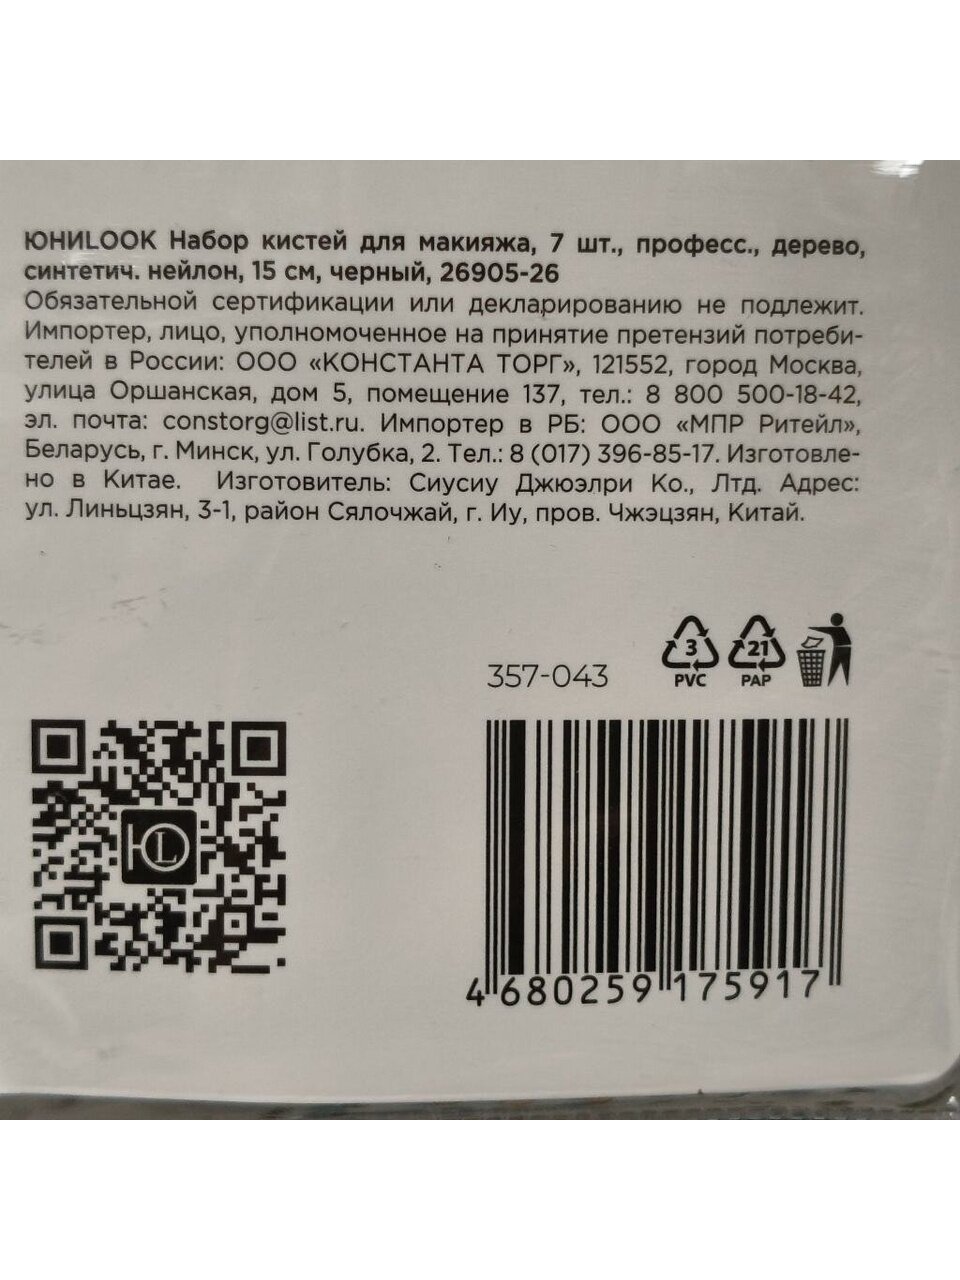 ЮНИLOOK Набор кистей для макияжа, 7 шт., професс., дерево,
синтетич. нейлон, 15 см, черный, 26905-26
Обязательной сертификации или декларированию не подлежит.
Импортер, лицо, уполномоченное на принятие претензий потреби-
телей в России: ООО «КОНСТАНТА ТОРГ», 121552, город Москва,
улица Оршанская, дом 5, помещение 137, тел.: 8 800 500-18-42,
эл. почта: constorg@list.ru. Импортер в РБ: ООО «МПР Ритейл»,
Беларусь, г. Минск, ул. Голубка, 2. Тел.: 8 (017) 396-85-17. Изготовле-
но в Китае. Изготовитель: Сиусиу Джюэлри Ко., Лтд. Адрес:
ул. Линьцзян, 3-1, район Сялочжай, г. Иу, пров. Чжэцзян, Китай.
3 21
357-043 PVC PAP
ЮL
4 680259 175917